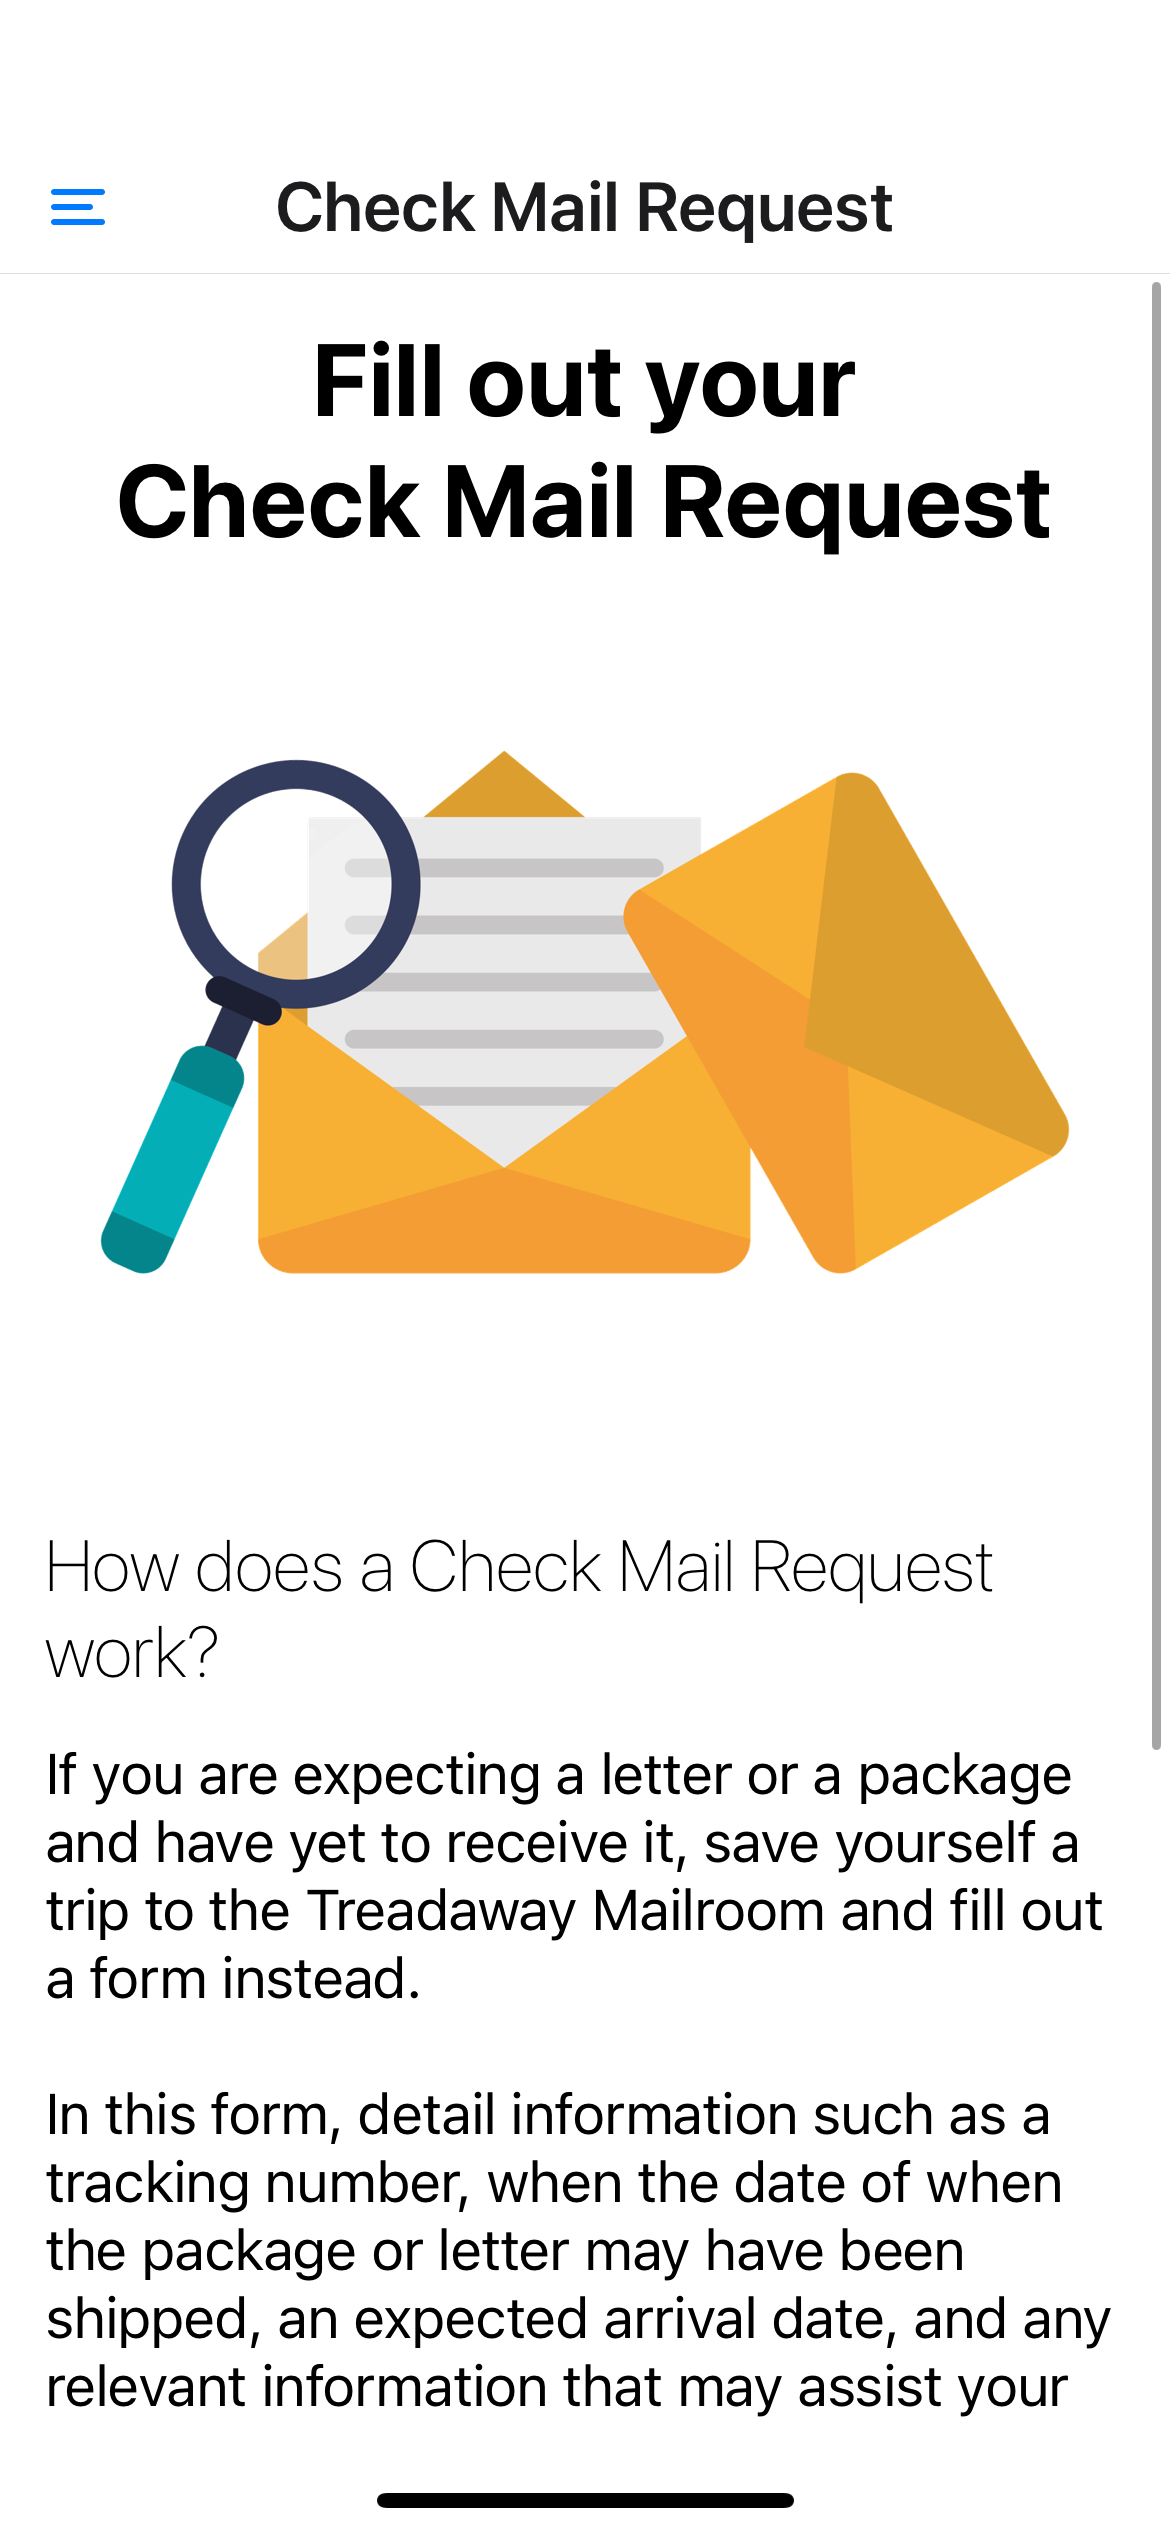 Check Mail Request
Fill out your
Check Mail Request
How does a Check Mail Request
work?
If you are expecting a letter or a package
and have yet to receive it, save yourself a
trip to the Treadaway Mailroom and fill out
a form instead.
In this form, detail information such as a
tracking number, when the date of when
the package or letter may have been
shipped, an expected arrival date, and any
relevant information that may assist your